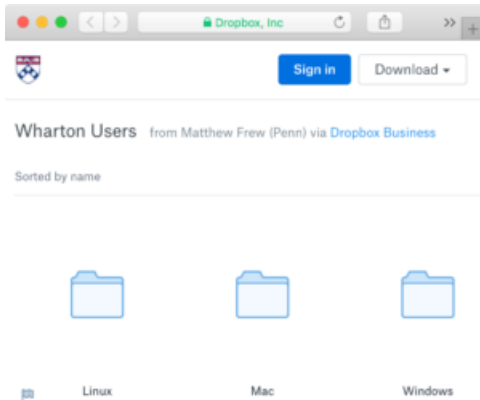 Dropbox, Inc
Sign in
Download
Wharton Users from Matthew Frew (Penn) via Dropbox Business
Sorted by name
Linux Mac Windows